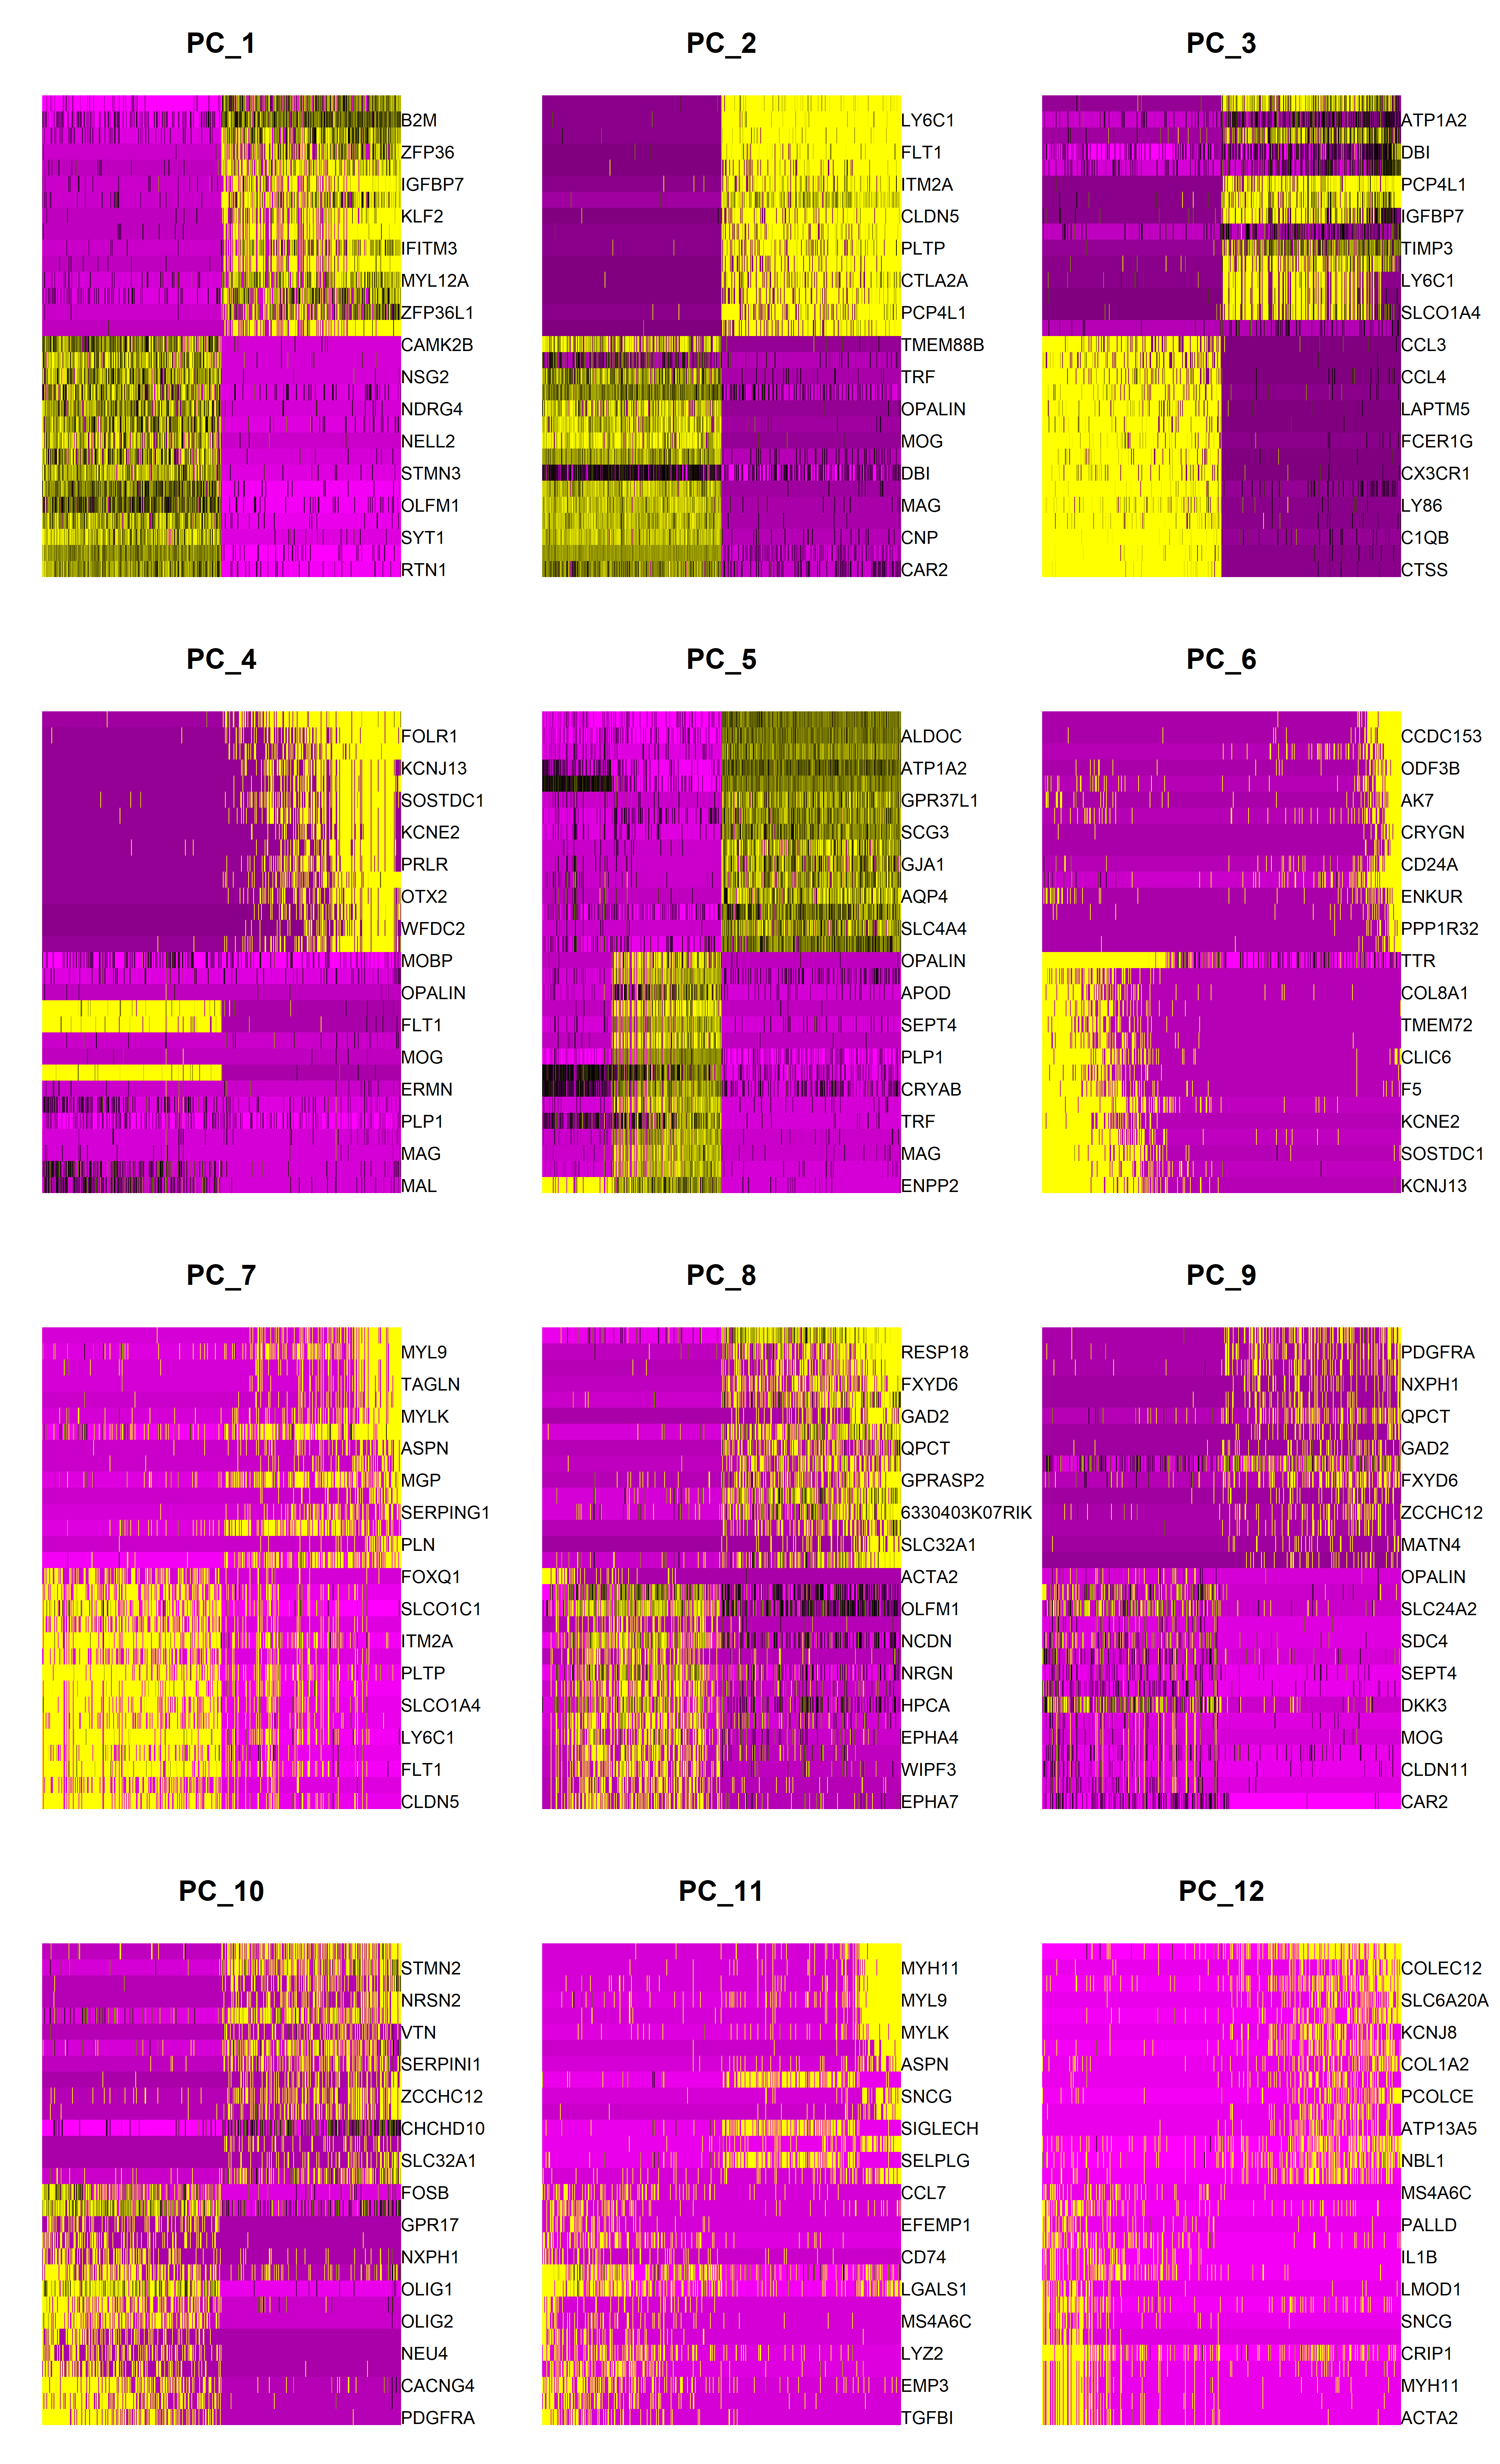 PC_1
B2M
ZFP36
IGFBP7
KLF2
IFITM3
MYL12A
ZFP36L1
CAMK2B
NSG2
NDRG4
NELL2
STMN3
OLFM1
SYT1
RTN1
PC_2
LY6C1
FLT1
ITM2A
CLDN5
PLTP
CTLA2A
PCP4L1
TMEM88B
TRF
OPALIN
MOG
DBI
MAG
CNP
CAR2
PC_3
ATP1A2
DBI
PCP4L1
IGFBP7
TIMP3
LY6C1
SLCO1A4
CCL3
CCL4
LAPTM5
FCER1G
CX3CR1
LY86
C1QB
CTSS
PC_4
FOLR1
KCNJ13
SOSTDC1
KCNE2
PRLR
OTX2
WFDC2
MOBP
OPALIN
FLT1
MOG
ERMN
PLP1
MAG
MAL
PC_5
ALDOC
ATP1A2
GPR37L1
SCG3
GJA1
AQP4
SLC4A4
OPALIN
APOD
SEPT4
PLP1
CRYAB
TRF
MAG
ENPP2
PC_6
CCDC153
ODF3B
AK7
CRYGN
CD24A
ENKUR
PPP1R32
TTR
COL8A1
TMEM72
CLIC6
F5
KCNE2
SOSTDC1
KCNJ13
PC_7
MYL9
TAGLN
MYLK
ASPN
MGP
SERPING1
PLN
FOXQ1
SLCO1C1
ITM2A
PLTP
SLCO1A4
LY6C1
FLT1
CLDN5
PC_8
RESP18
FXYD6
GAD2
QPCT
GPRASP2
6330403K07RIK
SLC32A1
ACTA2
OLFM1
NCDN
NRGN
HPCA
EPHA4
WIPF3
EPHA7
PC_9
PDGFRA
NXPH1
QPCT
GAD2
FXYD6
ZCCHC12
MATN4
OPALIN
SLC24A2
SDC4
SEPT4
DKK3
MOG
CLDN11
CAR2
PC_10
STMN2
NRSN2
VTN
SERPINI1
ZCCHC12
CHCHD10
SLC32A1
FOSB
GPR17
NXPH1
OLIG1
OLIG2
NEU4
CACNG4
PDGFRA
PC_11
MYH11
MYL9
MYLK
ASPN
SNCG
SIGLECH
SELPLG
CCL7
EFEMP1
CD74
LGALS1
MS4A6C
LYZ2
EMP3
TGFBI
PC_12
COLEC12
SLC6A20A
KCNJ8
COL1A2
PCOLCE
ATP13A5
NBL1
MS4A6C
PALLD
IL1B
LMOD1
SNCG
CRIP1
MYH11
ACTA2